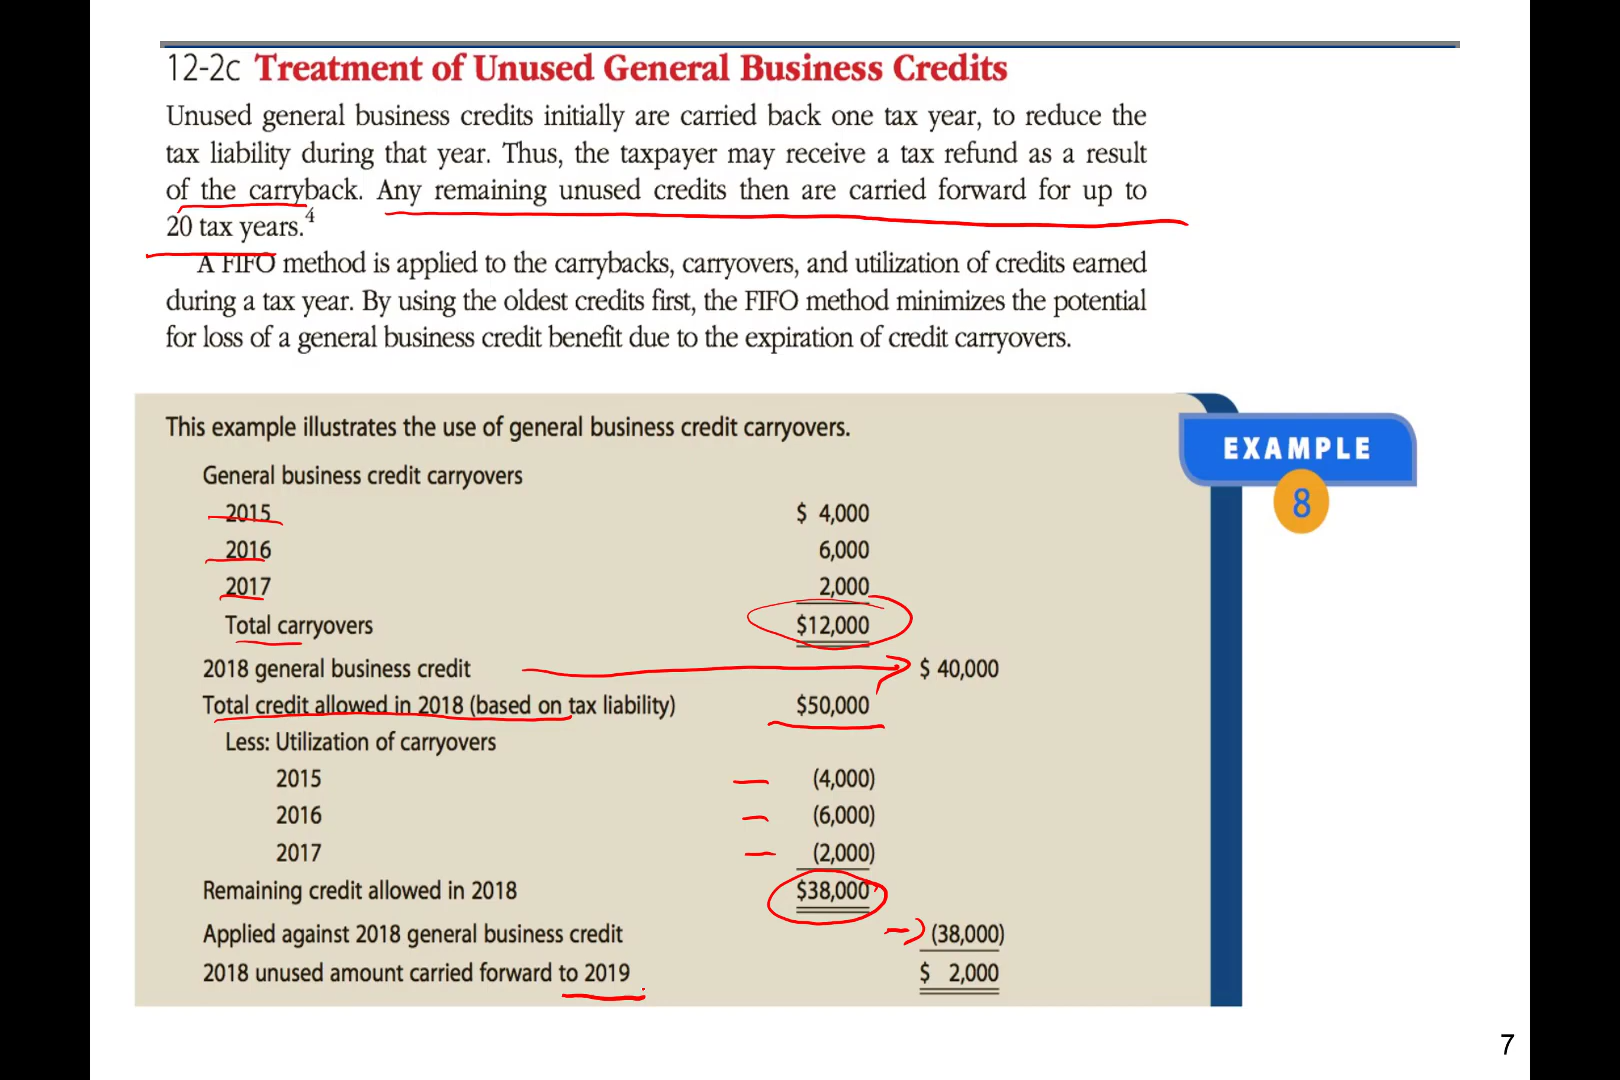 12-2c Treatment of Unused General Business Credits
Unused general business credits initially are carried back one tax year, to reduce the
tax liability during that year. Thus, the taxpayer may receive a tax refund as a result
of the carryback. Any remaining unused credits then are carried forward for up to
20 tax years.4
A FIFO method is applied to the carrybacks, carryovers, and utilization of credits earned
during a tax year. By using the oldest credits first, the FIFO method minimizes the potential
for loss of a general business credit benefit due to the expiration of credit carryovers.
EXAMPLE
8
This example illustrates the use of general business credit carryovers.
General business credit carryovers
2015 $ 4,000
2016 6,000
2017 2,000
Total carryovers $12,000
2018 general business credit $ 40,000
Total credit allowed in 2018 (based on tax liability) $50,000
Less: Utilization of carryovers
2015 (4,000)
2016 (6,000)
2017 (2,000)
Remaining credit allowed in 2018 $38,000
Applied against 2018 general business credit (38,000)
2018 unused amount carried forward to 2019 $ 2,000
7